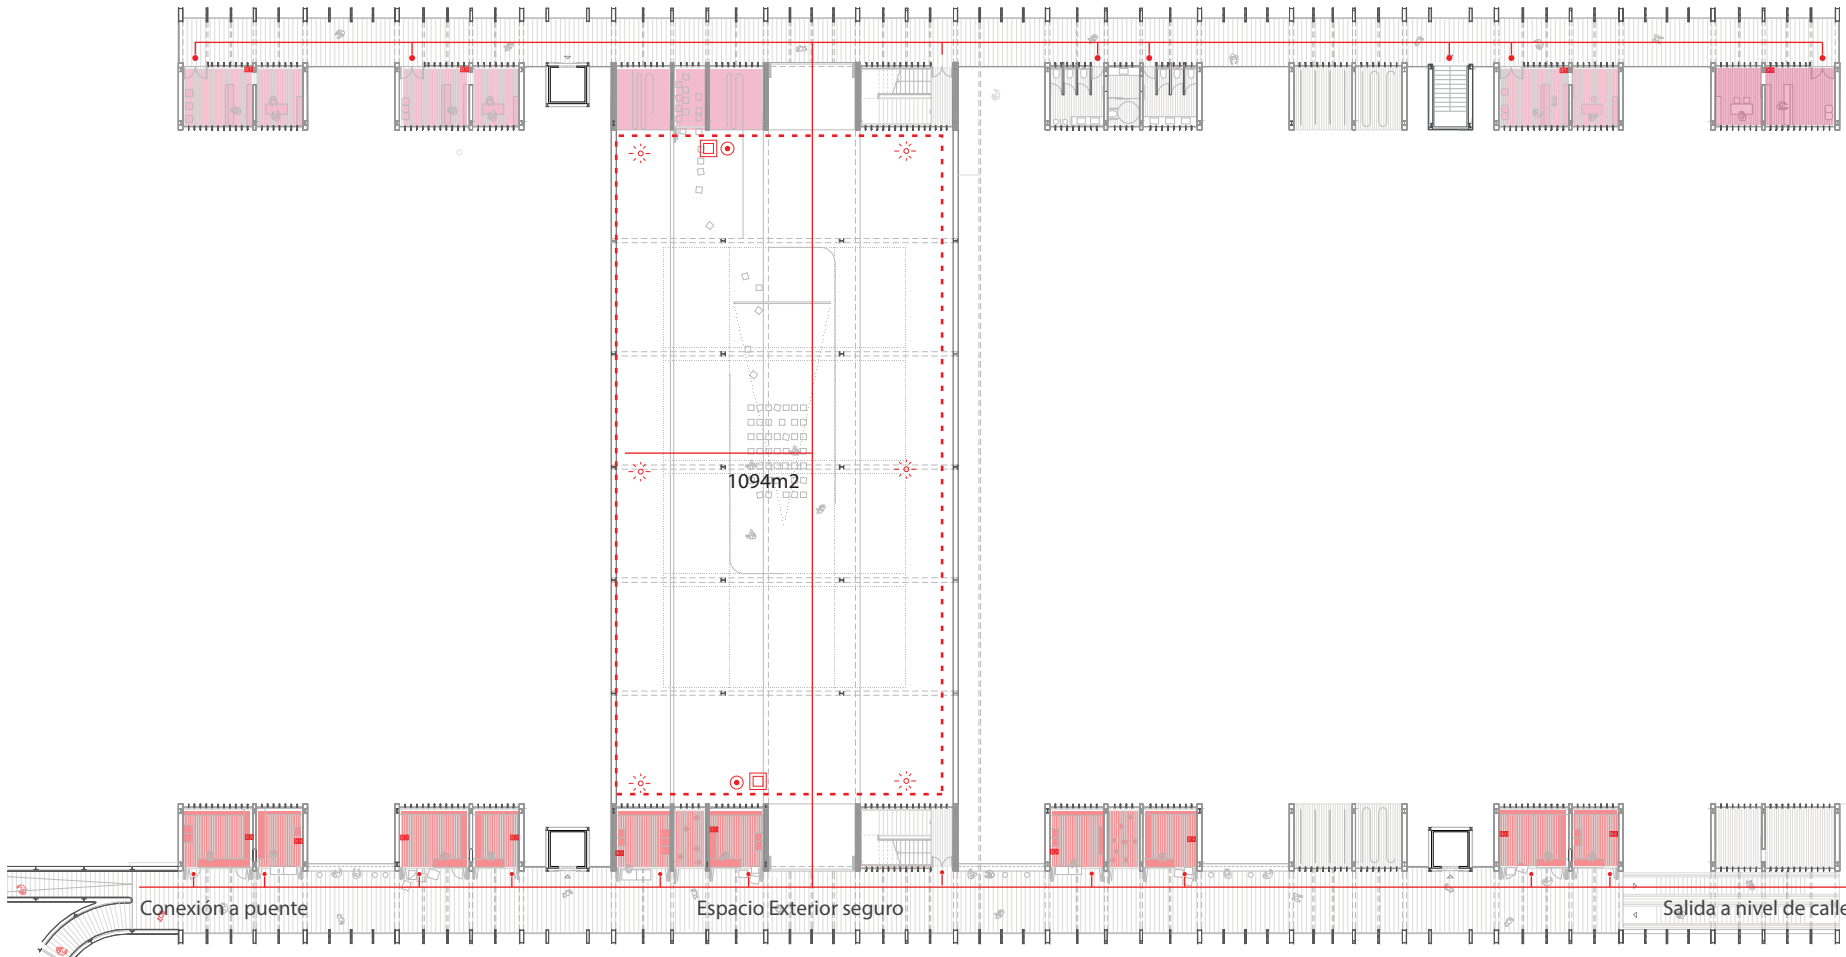 1094m2
Conexión a puente
Espacio Exterior seguro
Salida a nivel de calle